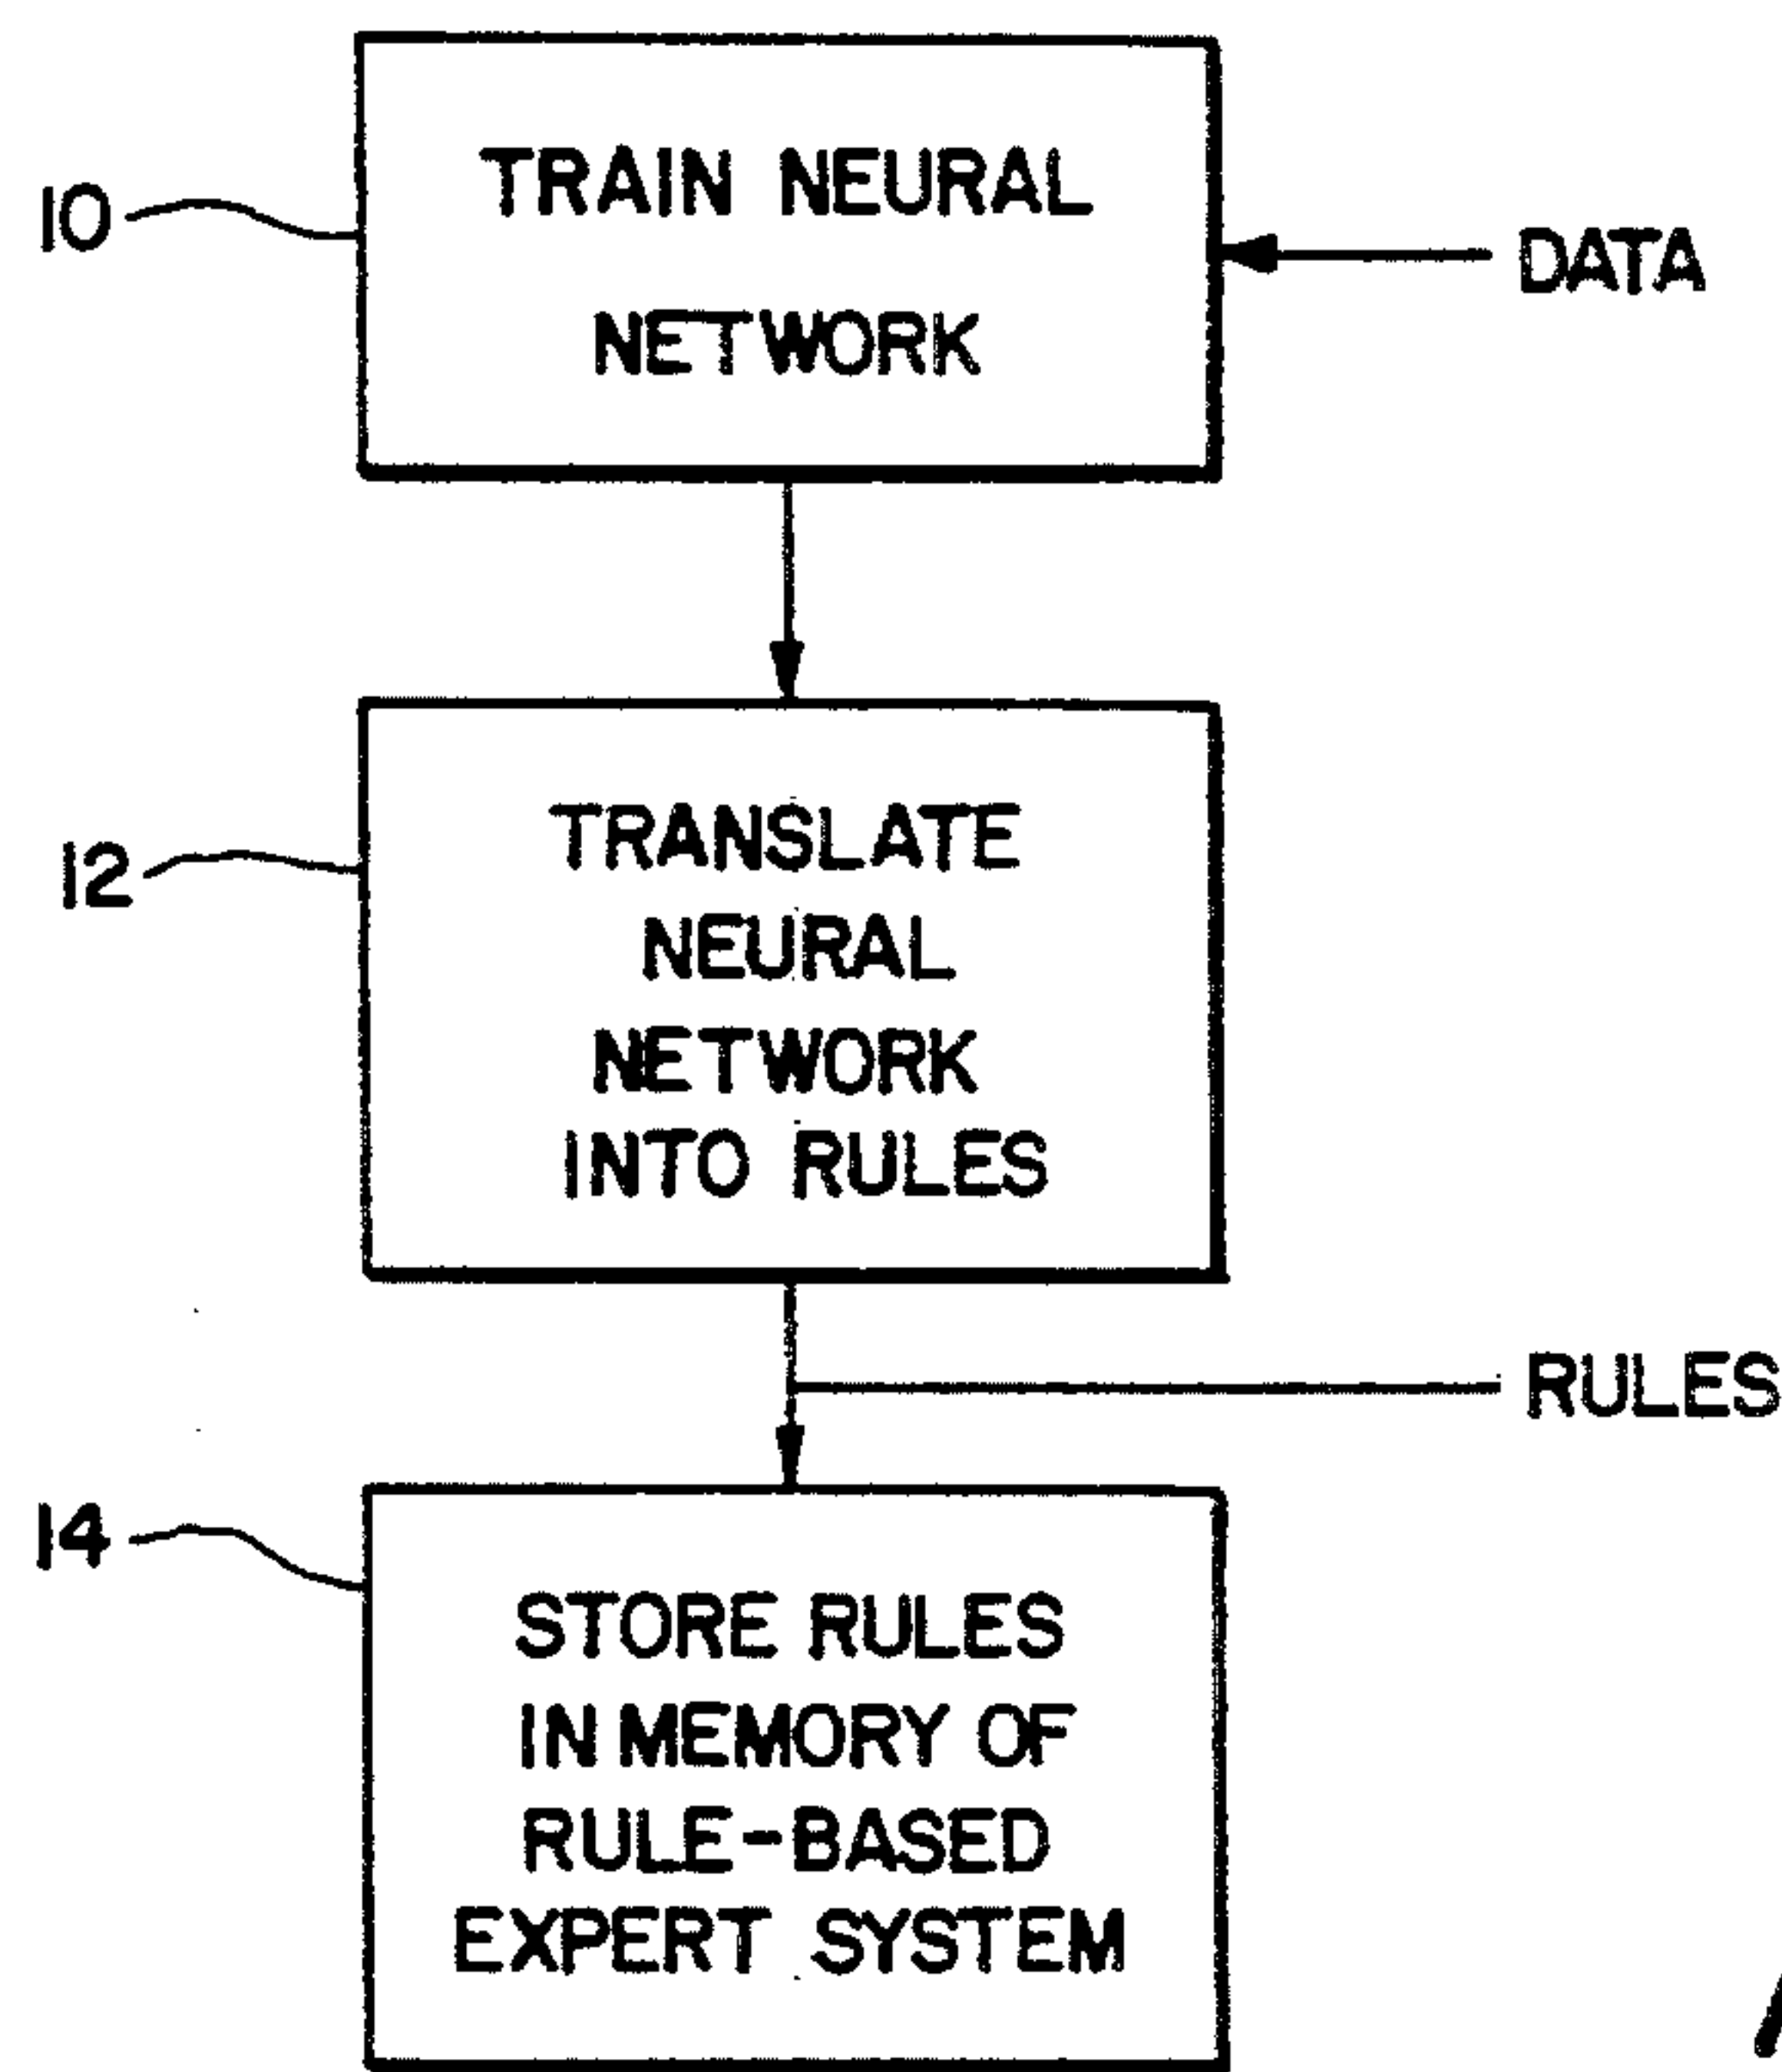 TRAIN NEURAL
NETWORK
10
DATA
12
TRANSLATE
NEURAL
NETWORK
INTO RULES
RULES
14
STORE RULES
IN MEMORY OF
RULE-BASED
EXPERT SYSTEM